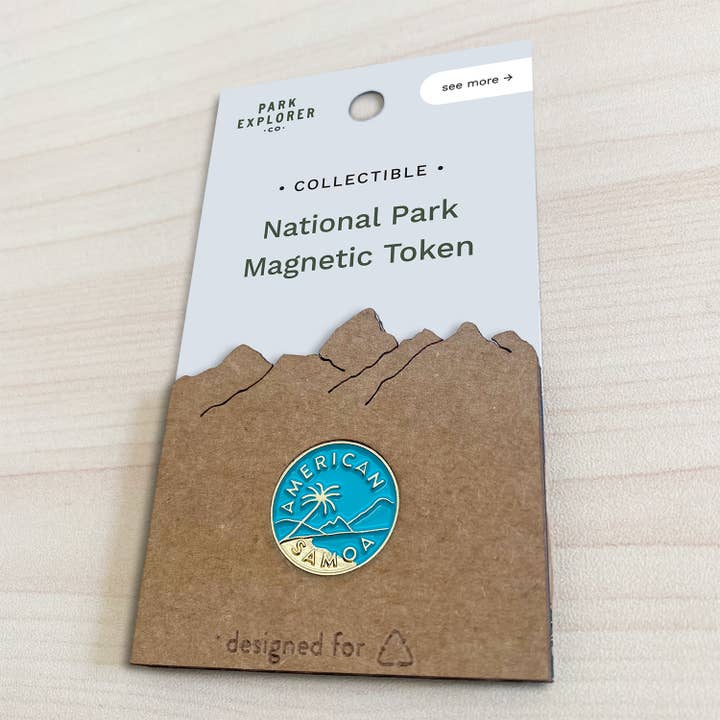 PARK
EXPLORER
·CO·
see more →
• COLLECTIBLE •
National Park
Magnetic Token
AMERICAN
SAMOA
designed for